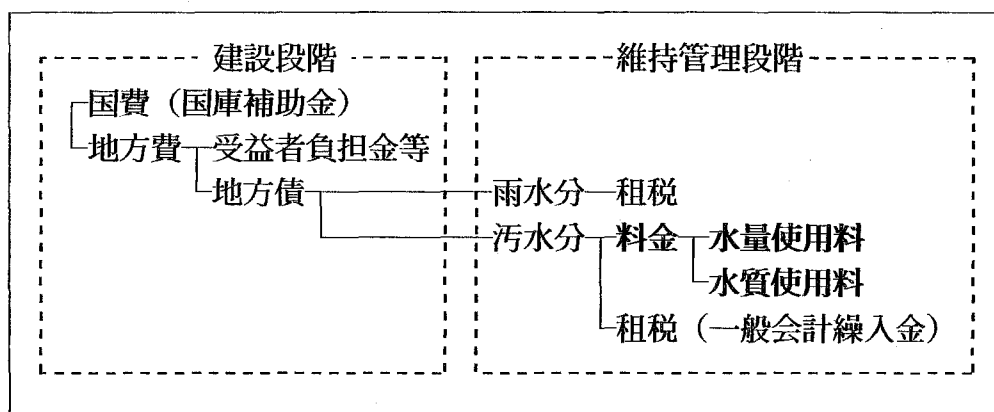 建設段階 維持管理段階
国費（国庫補助金）
地方費 受益者負担金等
地方債 雨水分 租税
汚水分 料金 水量使用料
水質使用料
租税（一般会計繰入金）